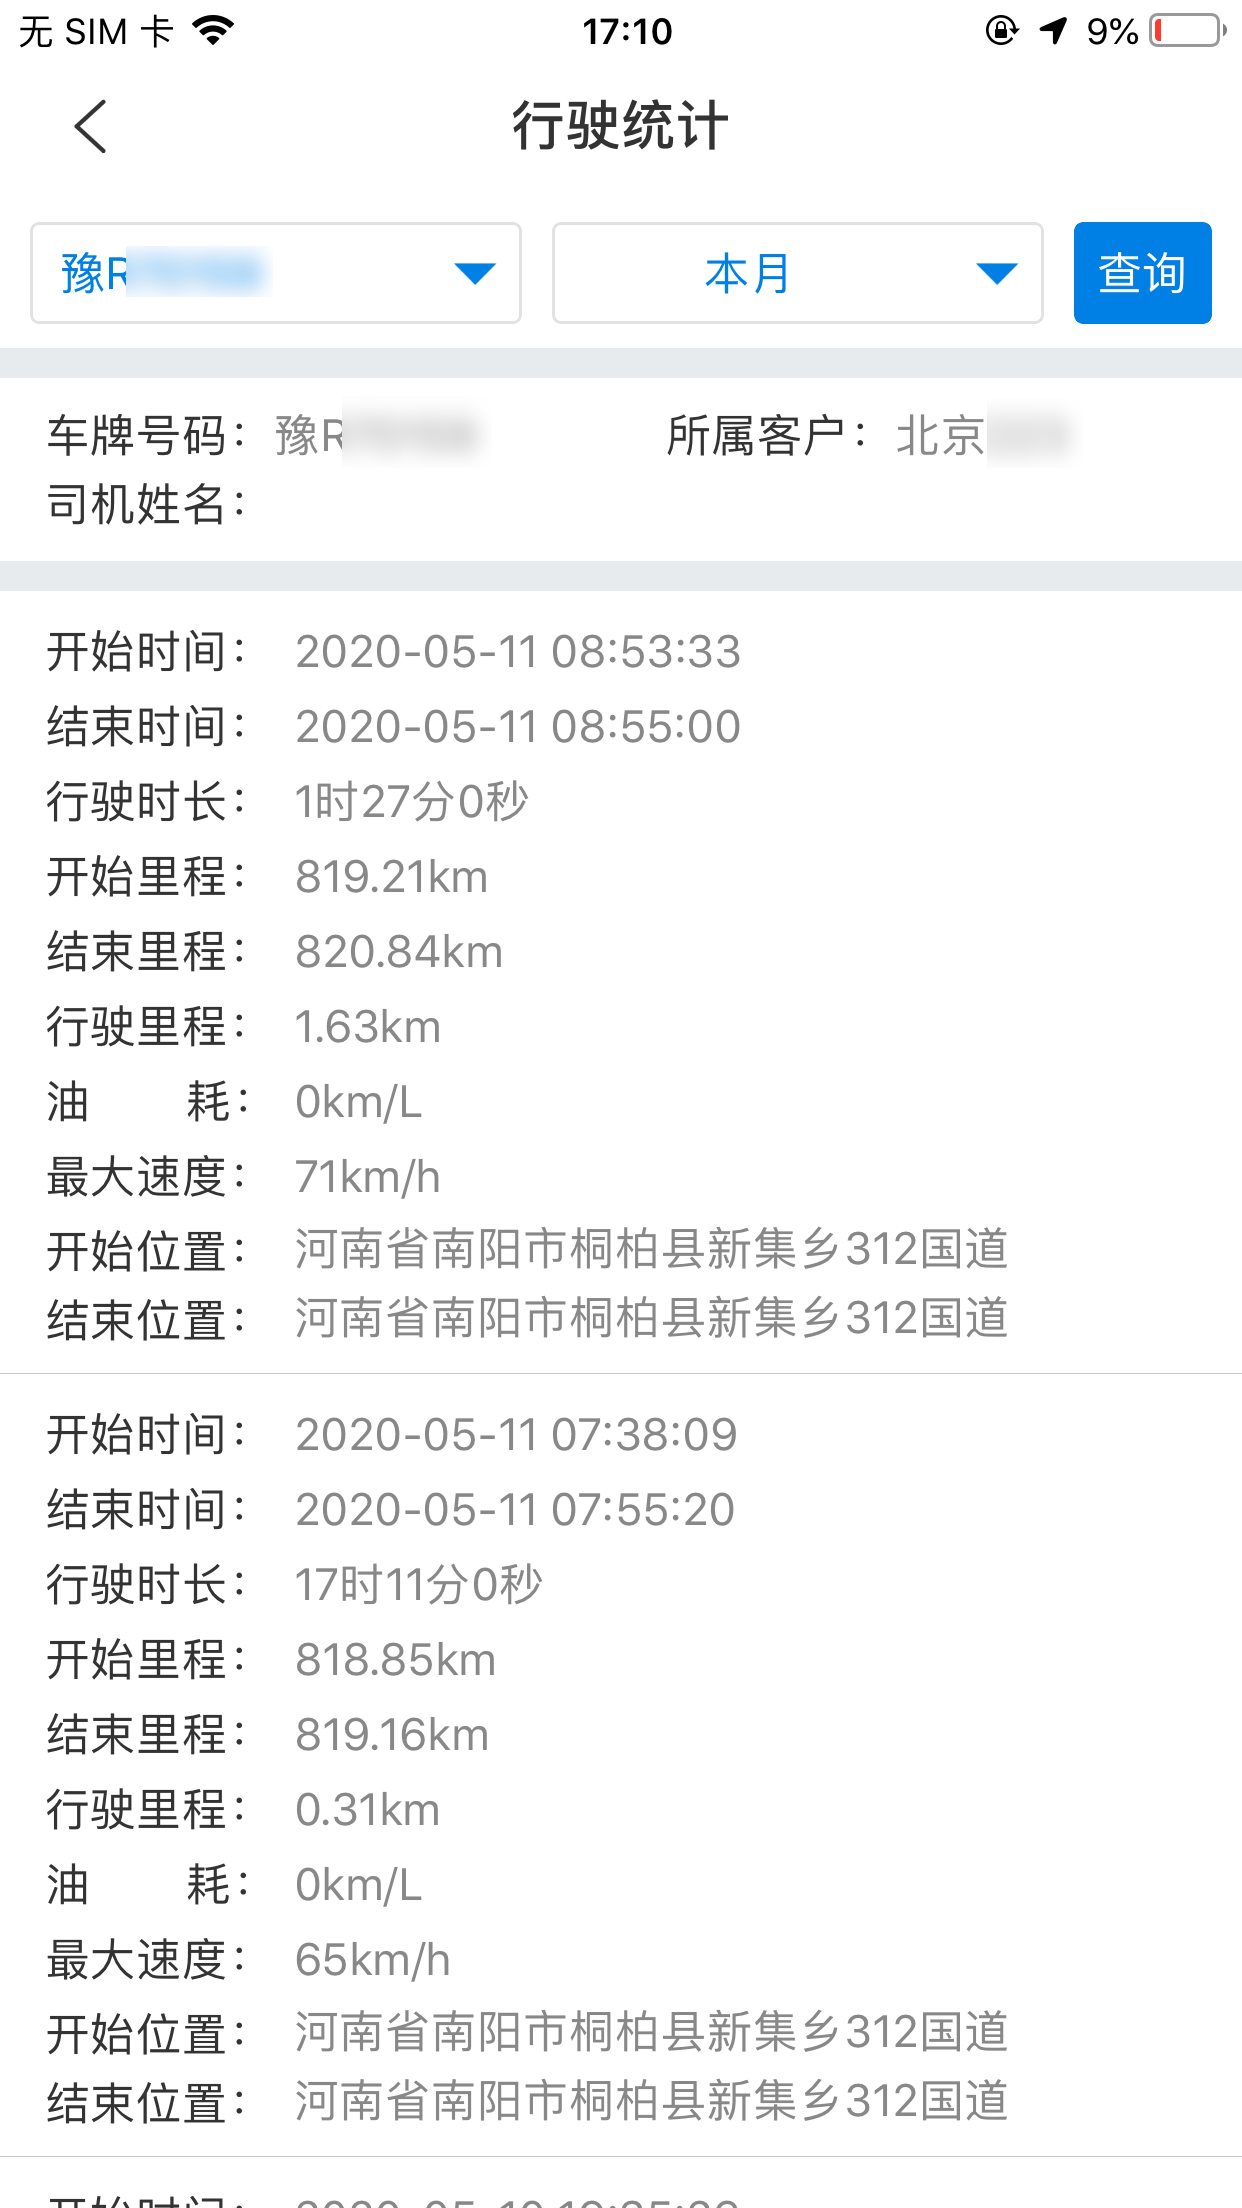 无 SIM 卡 17:10 9%
行驶统计
豫R 本月 查询
车牌号码： 豫R 所属客户： 北京
司机姓名：
开始时间： 2020-05-11 08:53:33
结束时间： 2020-05-11 08:55:00
行驶时长： 1时27分0秒
开始里程： 819.21km
结束里程： 820.84km
行驶里程： 1.63km
油 耗： 0km/L
最大速度： 71km/h
开始位置： 河南省南阳市桐柏县新集乡312国道
结束位置： 河南省南阳市桐柏县新集乡312国道
开始时间： 2020-05-11 07:38:09
结束时间： 2020-05-11 07:55:20
行驶时长： 17时11分0秒
开始里程： 818.85km
结束里程： 819.16km
行驶里程： 0.31km
油 耗： 0km/L
最大速度： 65km/h
开始位置： 河南省南阳市桐柏县新集乡312国道
结束位置： 河南省南阳市桐柏县新集乡312国道
开始时间：